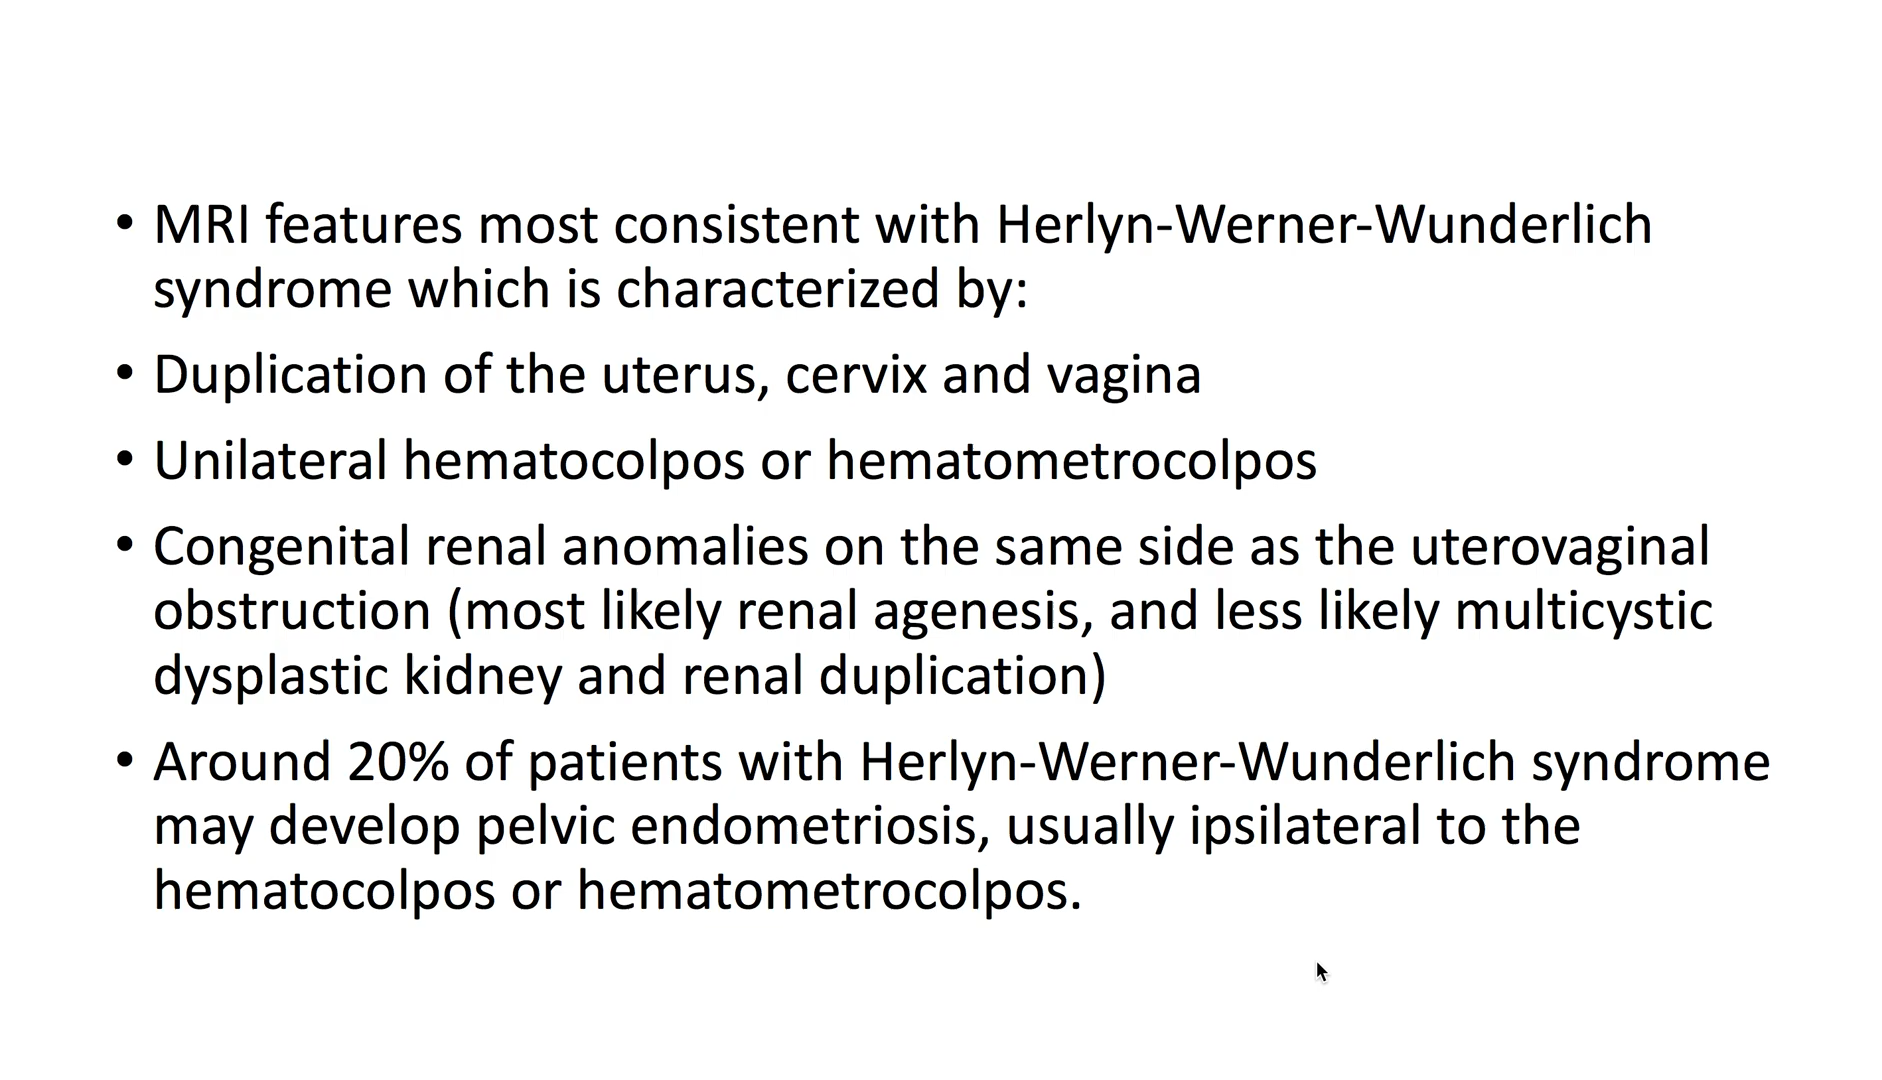 • MRI features most consistent with Herlyn-Werner-Wunderlich
syndrome which is characterized by:
• Duplication of the uterus, cervix and vagina
• Unilateral hematocolpos or hematometrocolpos
• Congenital renal anomalies on the same side as the uterovaginal
obstruction (most likely renal agenesis, and less likely multicystic
dysplastic kidney and renal duplication)
• Around 20% of patients with Herlyn-Werner-Wunderlich syndrome
may develop pelvic endometriosis, usually ipsilateral to the
hematocolpos or hematometrocolpos.